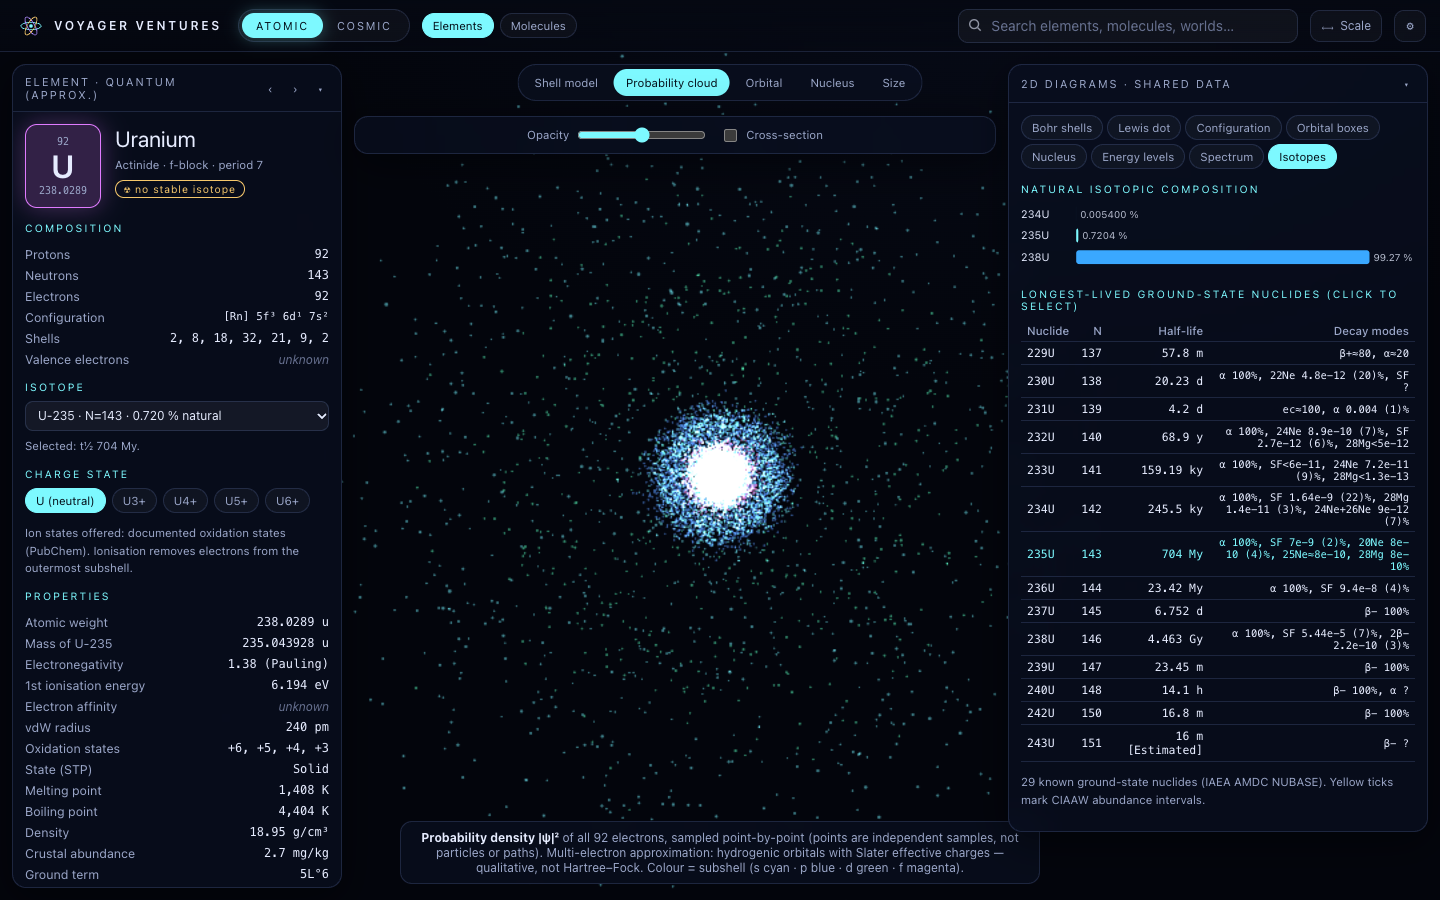 VOYAGER VENTURES
ATOMIC
COSMIC
Elements
Molecules
Search elements, molecules, worlds...
Scale
ELEMENT · QUANTUM
(APPROX.)
92
U
238.0289
Uranium
Actinide · f-block · period 7
☢ no stable isotope
COMPOSITION
Protons 92
Neutrons 143
Electrons 92
Configuration [Rn] 5f³ 6d¹ 7s²
Shells 2, 8, 18, 32, 21, 9, 2
Valence electrons unknown
ISOTOPE
U-235 · N=143 · 0.720 % natural
Selected: t½ 704 My.
CHARGE STATE
U (neutral)
U3+
U4+
U5+
U6+
Ion states offered: documented oxidation states
(PubChem). Ionisation removes electrons from the
outermost subshell.
PROPERTIES
Atomic weight 238.0289 u
Mass of U-235 235.043928 u
Electronegativity 1.38 (Pauling)
1st ionisation energy 6.194 eV
Electron affinity unknown
vdW radius 240 pm
Oxidation states +6, +5, +4, +3
State (STP) Solid
Melting point 1,408 K
Boiling point 4,404 K
Density 18.95 g/cm³
Crustal abundance 2.7 mg/kg
Ground term 5L°6
Shell model
Probability cloud
Orbital
Nucleus
Size
Opacity
Cross-section
Probability density |ψ|² of all 92 electrons, sampled point-by-point (points are independent samples, not
particles or paths). Multi-electron approximation: hydrogenic orbitals with Slater effective charges —
qualitative, not Hartree–Fock. Colour = subshell (s cyan · p blue · d green · f magenta).
2D DIAGRAMS · SHARED DATA
Bohr shells
Lewis dot
Configuration
Orbital boxes
Nucleus
Energy levels
Spectrum
Isotopes
NATURAL ISOTOPIC COMPOSITION
234U 0.005400 %
235U 0.7204 %
238U 99.27 %
LONGEST-LIVED GROUND-STATE NUCLIDES (CLICK TO
SELECT)
Nuclide N Half-life Decay modes
229U 137 57.8 m β+≈80, α≈20
230U 138 20.23 d α 100%, 22Ne 4.8e−12 (20)%, SF
?
231U 139 4.2 d ec≈100, α 0.004 (1)%
232U 140 68.9 y α 100%, 24Ne 8.9e−10 (7)%, SF
2.7e−12 (6)%, 28Mg<5e−12
233U 141 159.19 ky α 100%, SF<6e−11, 24Ne 7.2e−11
(9)%, 28Mg<1.3e−13
234U 142 245.5 ky α 100%, SF 1.64e−9 (22)%, 28Mg
1.4e−11 (3)%, 24Ne+26Ne 9e−12
(7)%
235U 143 704 My α 100%, SF 7e−9 (2)%, 20Ne 8e−
10 (4)%, 25Ne≈8e−10, 28Mg 8e−
10%
236U 144 23.42 My α 100%, SF 9.4e−8 (4)%
237U 145 6.752 d β− 100%
238U 146 4.463 Gy α 100%, SF 5.44e−5 (7)%, 2β−
2.2e−10 (3)%
239U 147 23.45 m β− 100%
240U 148 14.1 h β− 100%, α ?
242U 150 16.8 m β− 100%
243U 151 16 m
[Estimated] β− ?
29 known ground-state nuclides (IAEA AMDC NUBASE). Yellow ticks
mark CIAAW abundance intervals.